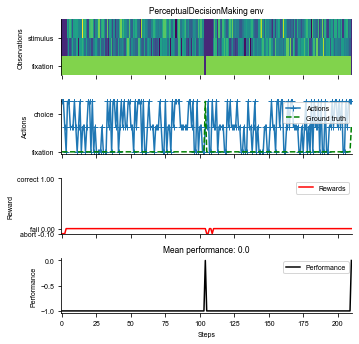 PerceptualDecisionMaking env
Observations
stimulus
fixation
Actions
choice
fixation
Actions
Ground truth
Reward
correct 1.00
fail 0.00
abort -0.10
Rewards
Mean performance: 0.0
Performance
0.0
−0.5
−1.0
Performance
0 25 50 75 100 125 150 175 200
Steps